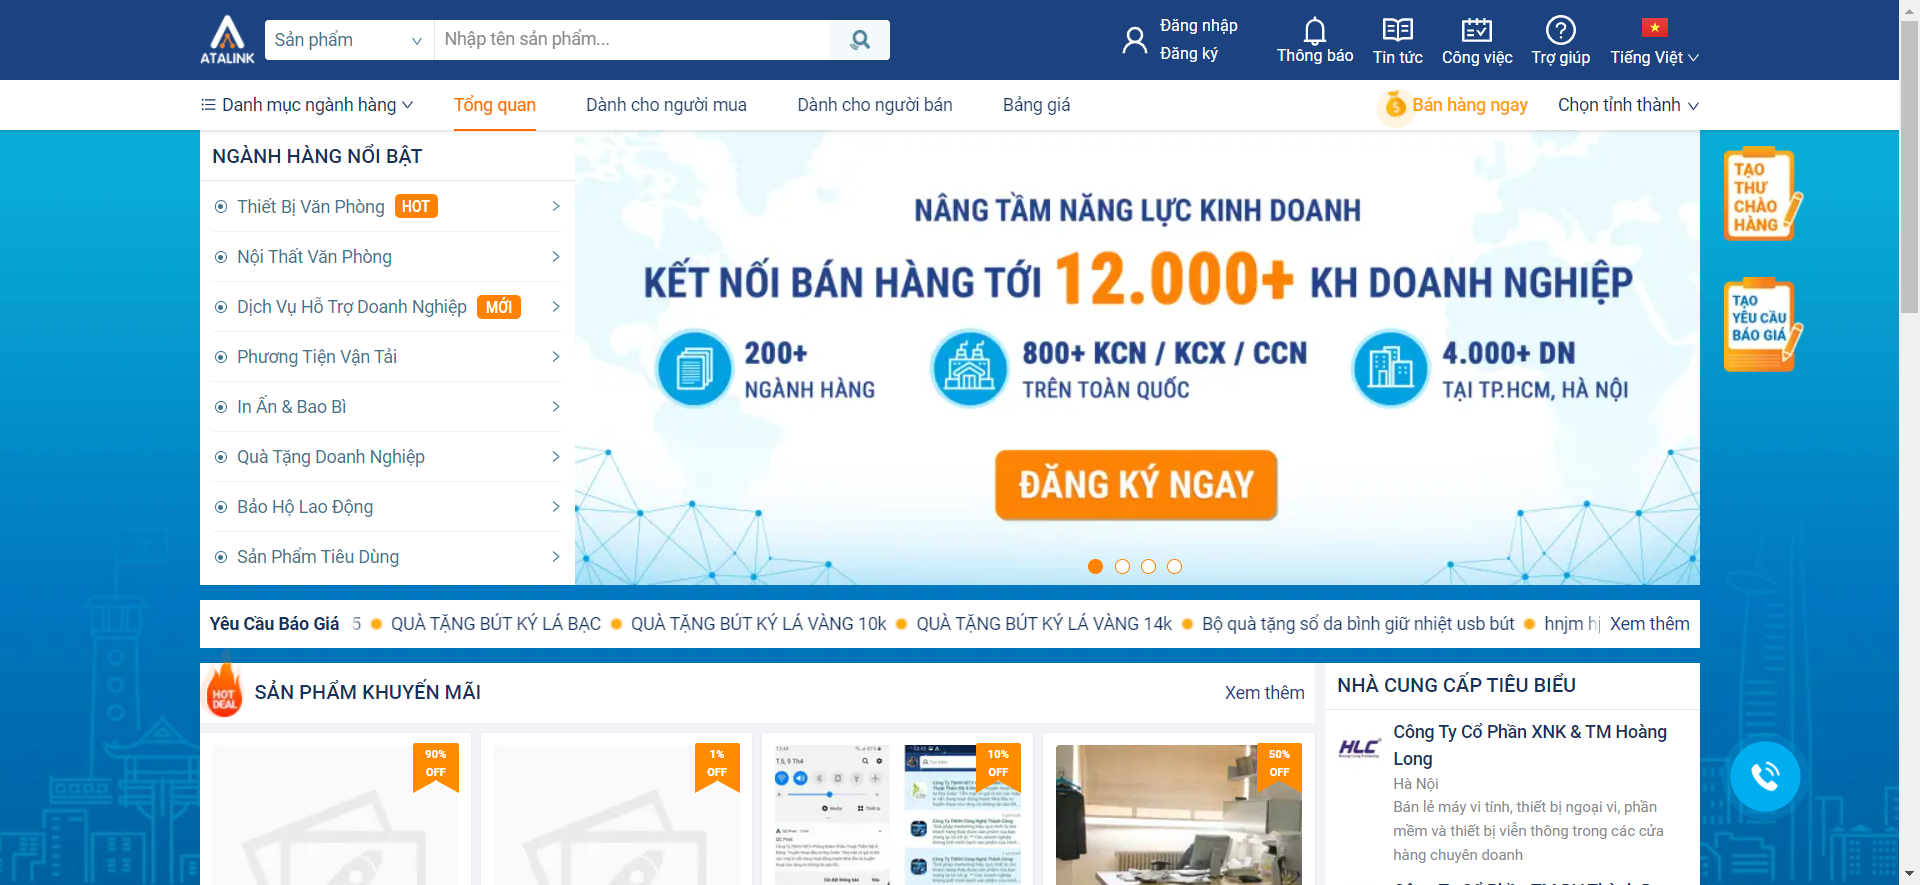 ATALINK
Sản phẩm
Nhập tên sản phẩm...
Đăng nhập
Đăng ký
Thông báo
Tin tức
Công việc
Trợ giúp
Tiếng Việt
Danh mục ngành hàng
Tổng quan
Dành cho người mua
Dành cho người bán
Bảng giá
Bán hàng ngay
Chọn tỉnh thành
NGÀNH HÀNG NỔI BẬT
Thiết Bị Văn Phòng HOT
Nội Thất Văn Phòng
Dịch Vụ Hỗ Trợ Doanh Nghiệp MỚI
Phương Tiện Vận Tải
In Ấn & Bao Bì
Quà Tặng Doanh Nghiệp
Bảo Hộ Lao Động
Sản Phẩm Tiêu Dùng
NÂNG TẦM NĂNG LỰC KINH DOANH
KẾT NỐI BÁN HÀNG TỚI 12.000+ KH DOANH NGHIỆP
200+
NGÀNH HÀNG
800+ KCN / KCX / CCN
TRÊN TOÀN QUỐC
4.000+ DN
TẠI TP.HCM, HÀ NỘI
ĐĂNG KÝ NGAY
TẠO
THƯ
CHÀO
HÀNG
TẠO
YÊU CẦU
BÁO GIÁ
Yêu Cầu Báo Giá 5 QUÀ TẶNG BÚT KÝ LÁ BẠC QUÀ TẶNG BÚT KÝ LÁ VÀNG 10k QUÀ TẶNG BÚT KÝ LÁ VÀNG 14k Bộ quà tặng sổ da bình giữ nhiệt usb bút hnjm hj Xem thêm
HOT
DEAL
SẢN PHẨM KHUYẾN MÃI
Xem thêm
90%
OFF
1%
OFF
T.5, 9 Th4
10%
OFF
50%
OFF
NHÀ CUNG CẤP TIÊU BIỂU
HLC
Công Ty Cổ Phần XNK & TM Hoàng
Long
Hà Nội
Bán lẻ máy vi tính, thiết bị ngoại vi, phần
mềm và thiết bị viễn thông trong các cửa
hàng chuyên doanh